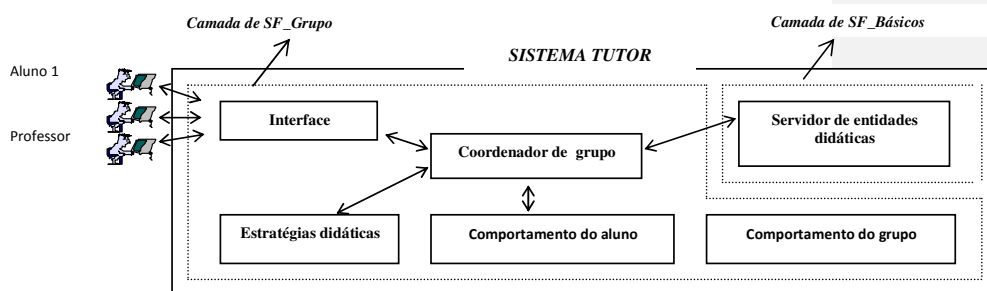 Camada de SF_Grupo
Camada de SF_Básicos
SISTEMA TUTOR
Aluno 1
Professor
Interface
Servidor de entidades
didáticas
Coordenador de grupo
Estratégias didáticas
Comportamento do aluno
Comportamento do grupo